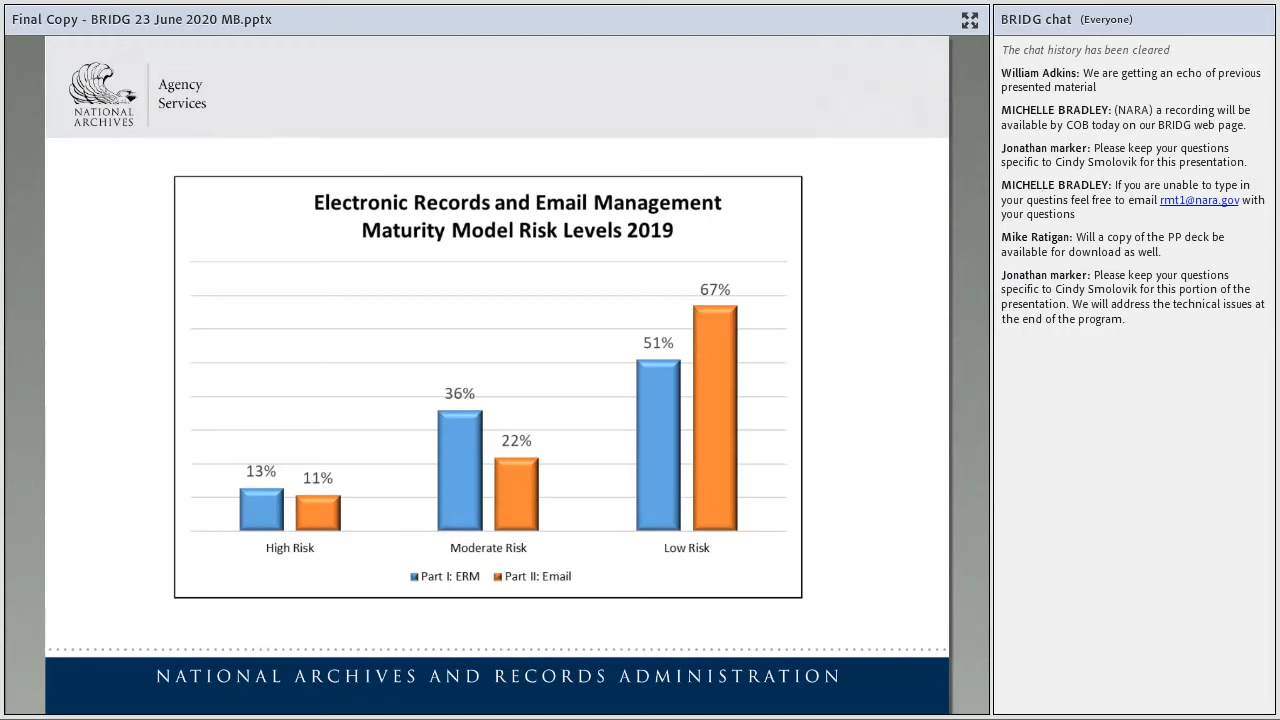 Final Copy - BRIDG 23 June 2020 MB.pptx
NATIONAL
ARCHIVES
Agency
Services
Electronic Records and Email Management
Maturity Model Risk Levels 2019
67%
51%
36%
22%
13%
11%
High Risk
Moderate Risk
Low Risk
Part I: ERM
Part II: Email
NATIONAL ARCHIVES AND RECORDS ADMINISTRATION
BRIDG chat (Everyone)
The chat history has been cleared
William Adkins: We are getting an echo of previous
presented material
MICHELLE BRADLEY: (NARA) a recording will be
available by COB today on our BRIDG web page.
Jonathan marker: Please keep your questions
specific to Cindy Smolovik for this presentation.
MICHELLE BRADLEY: If you are unable to type in
your questins feel free to email rmt1@nara.gov with
your questions
Mike Ratigan: Will a copy of the PP deck be
available for download as well.
Jonathan marker: Please keep your questions
specific to Cindy Smolovik for this portion of the
presentation. We will address the technical issues at
the end of the program.